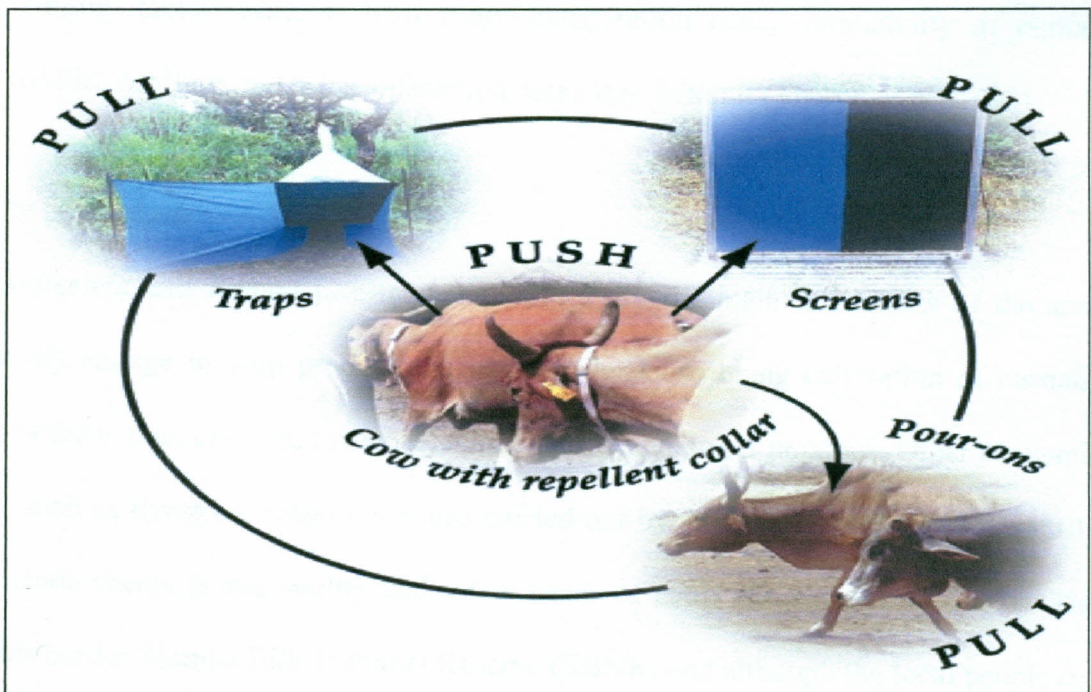 PULL
PULL
PUSH
Traps
Screens
Cow with repellent collar
Pour-ons
PULL